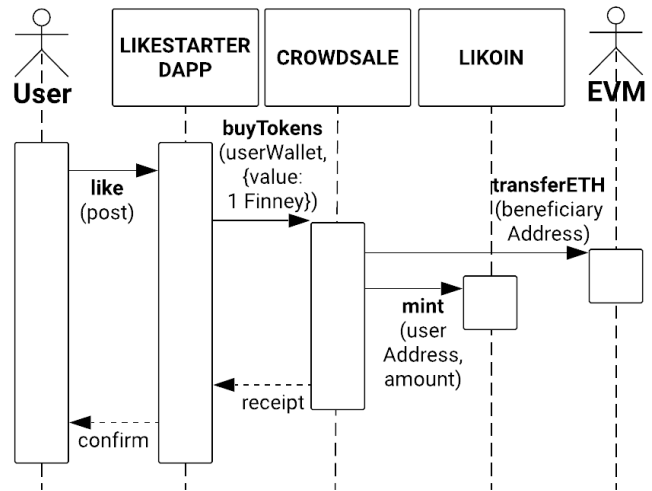 User
LIKESTARTER
DAPP
CROWDSALE
LIKOIN
EVM
like
(post)
buyTokens
(userWallet,
{value:
1 Finney})
transferETH
(beneficiary
Address)
mint
(user
Address,
amount)
receipt
confirm